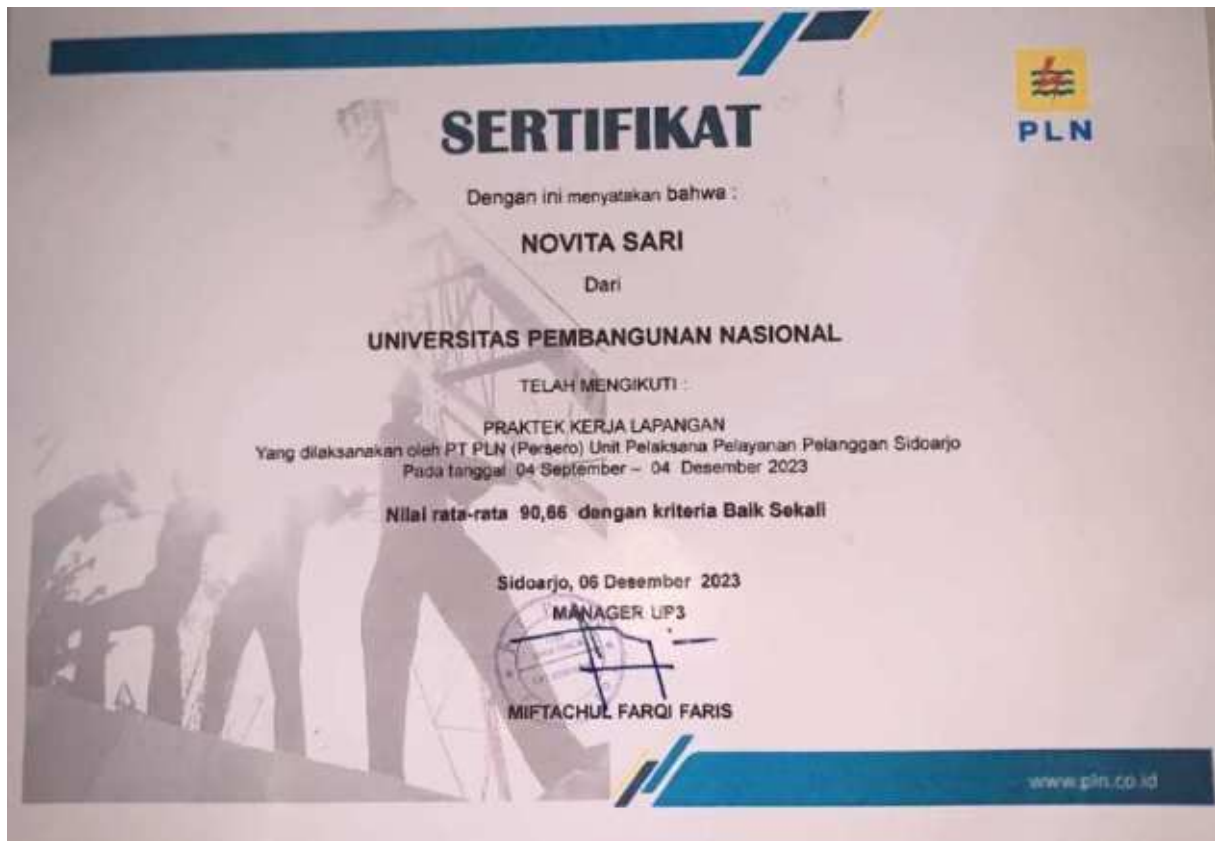 SERTIFIKAT
PLN
Dengan ini menyatakan bahwa :
NOVITA SARI
Dari
UNIVERSITAS PEMBANGUNAN NASIONAL
TELAH MENGIKUTI :
PRAKTEK KERJA LAPANGAN
Yang dilaksanakan oleh PT PLN (Persero) Unit Pelaksana Pelayanan Pelanggan Sidoarjo
Pada tanggal 04 September – 04 Desember 2023
Nilai rata-rata 90,66 dengan kriteria Baik Sekali
Sidoarjo, 06 Desember 2023
MANAGER UP3
MIFTACHUL FARQI FARIS
www.pln.co.id